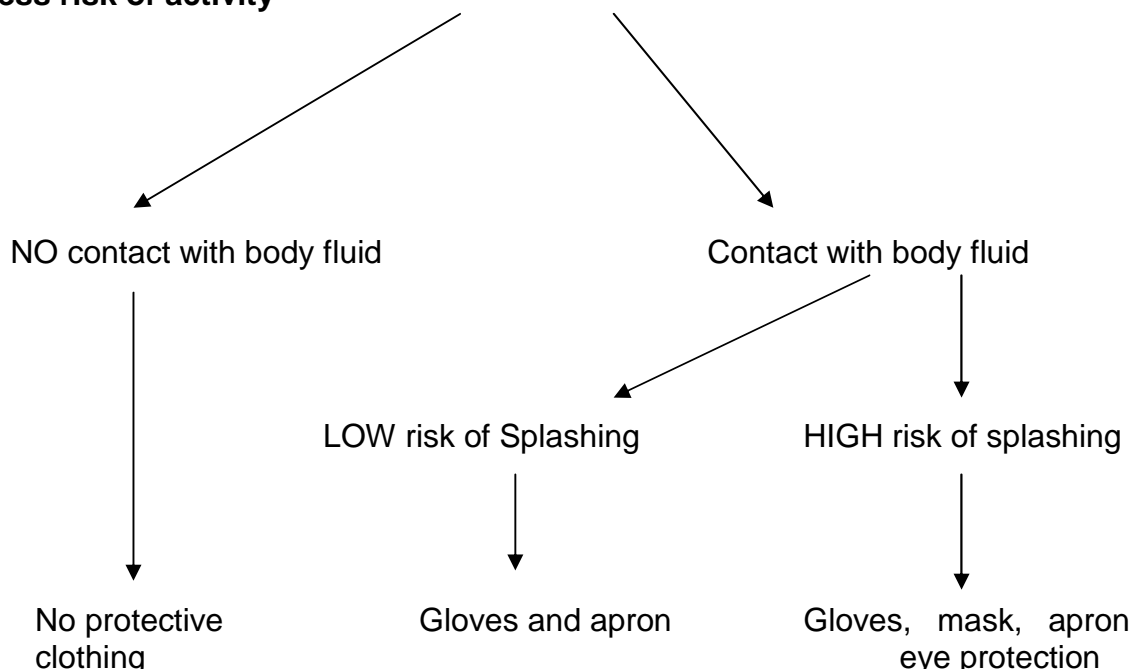 risk of activity
NO contact with body fluid
Contact with body fluid
LOW risk of Splashing
HIGH risk of splashing
No protective
clothing
Gloves and apron
Gloves, mask, apron
eye protection